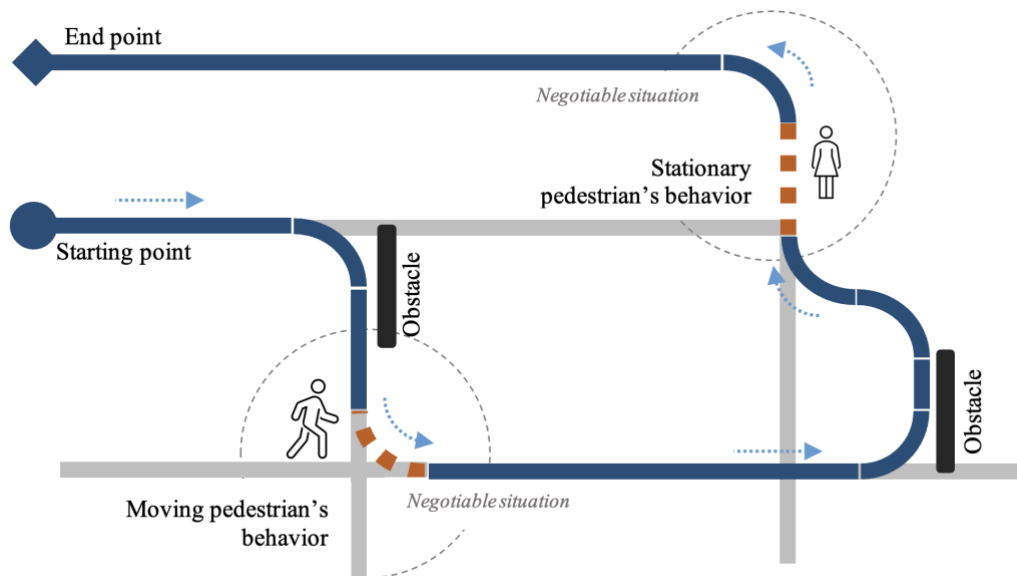 End point
Negotiable situation
Stationary
pedestrian's behavior
Starting point
Obstacle
Obstacle
Moving pedestrian's
behavior
Negotiable situation